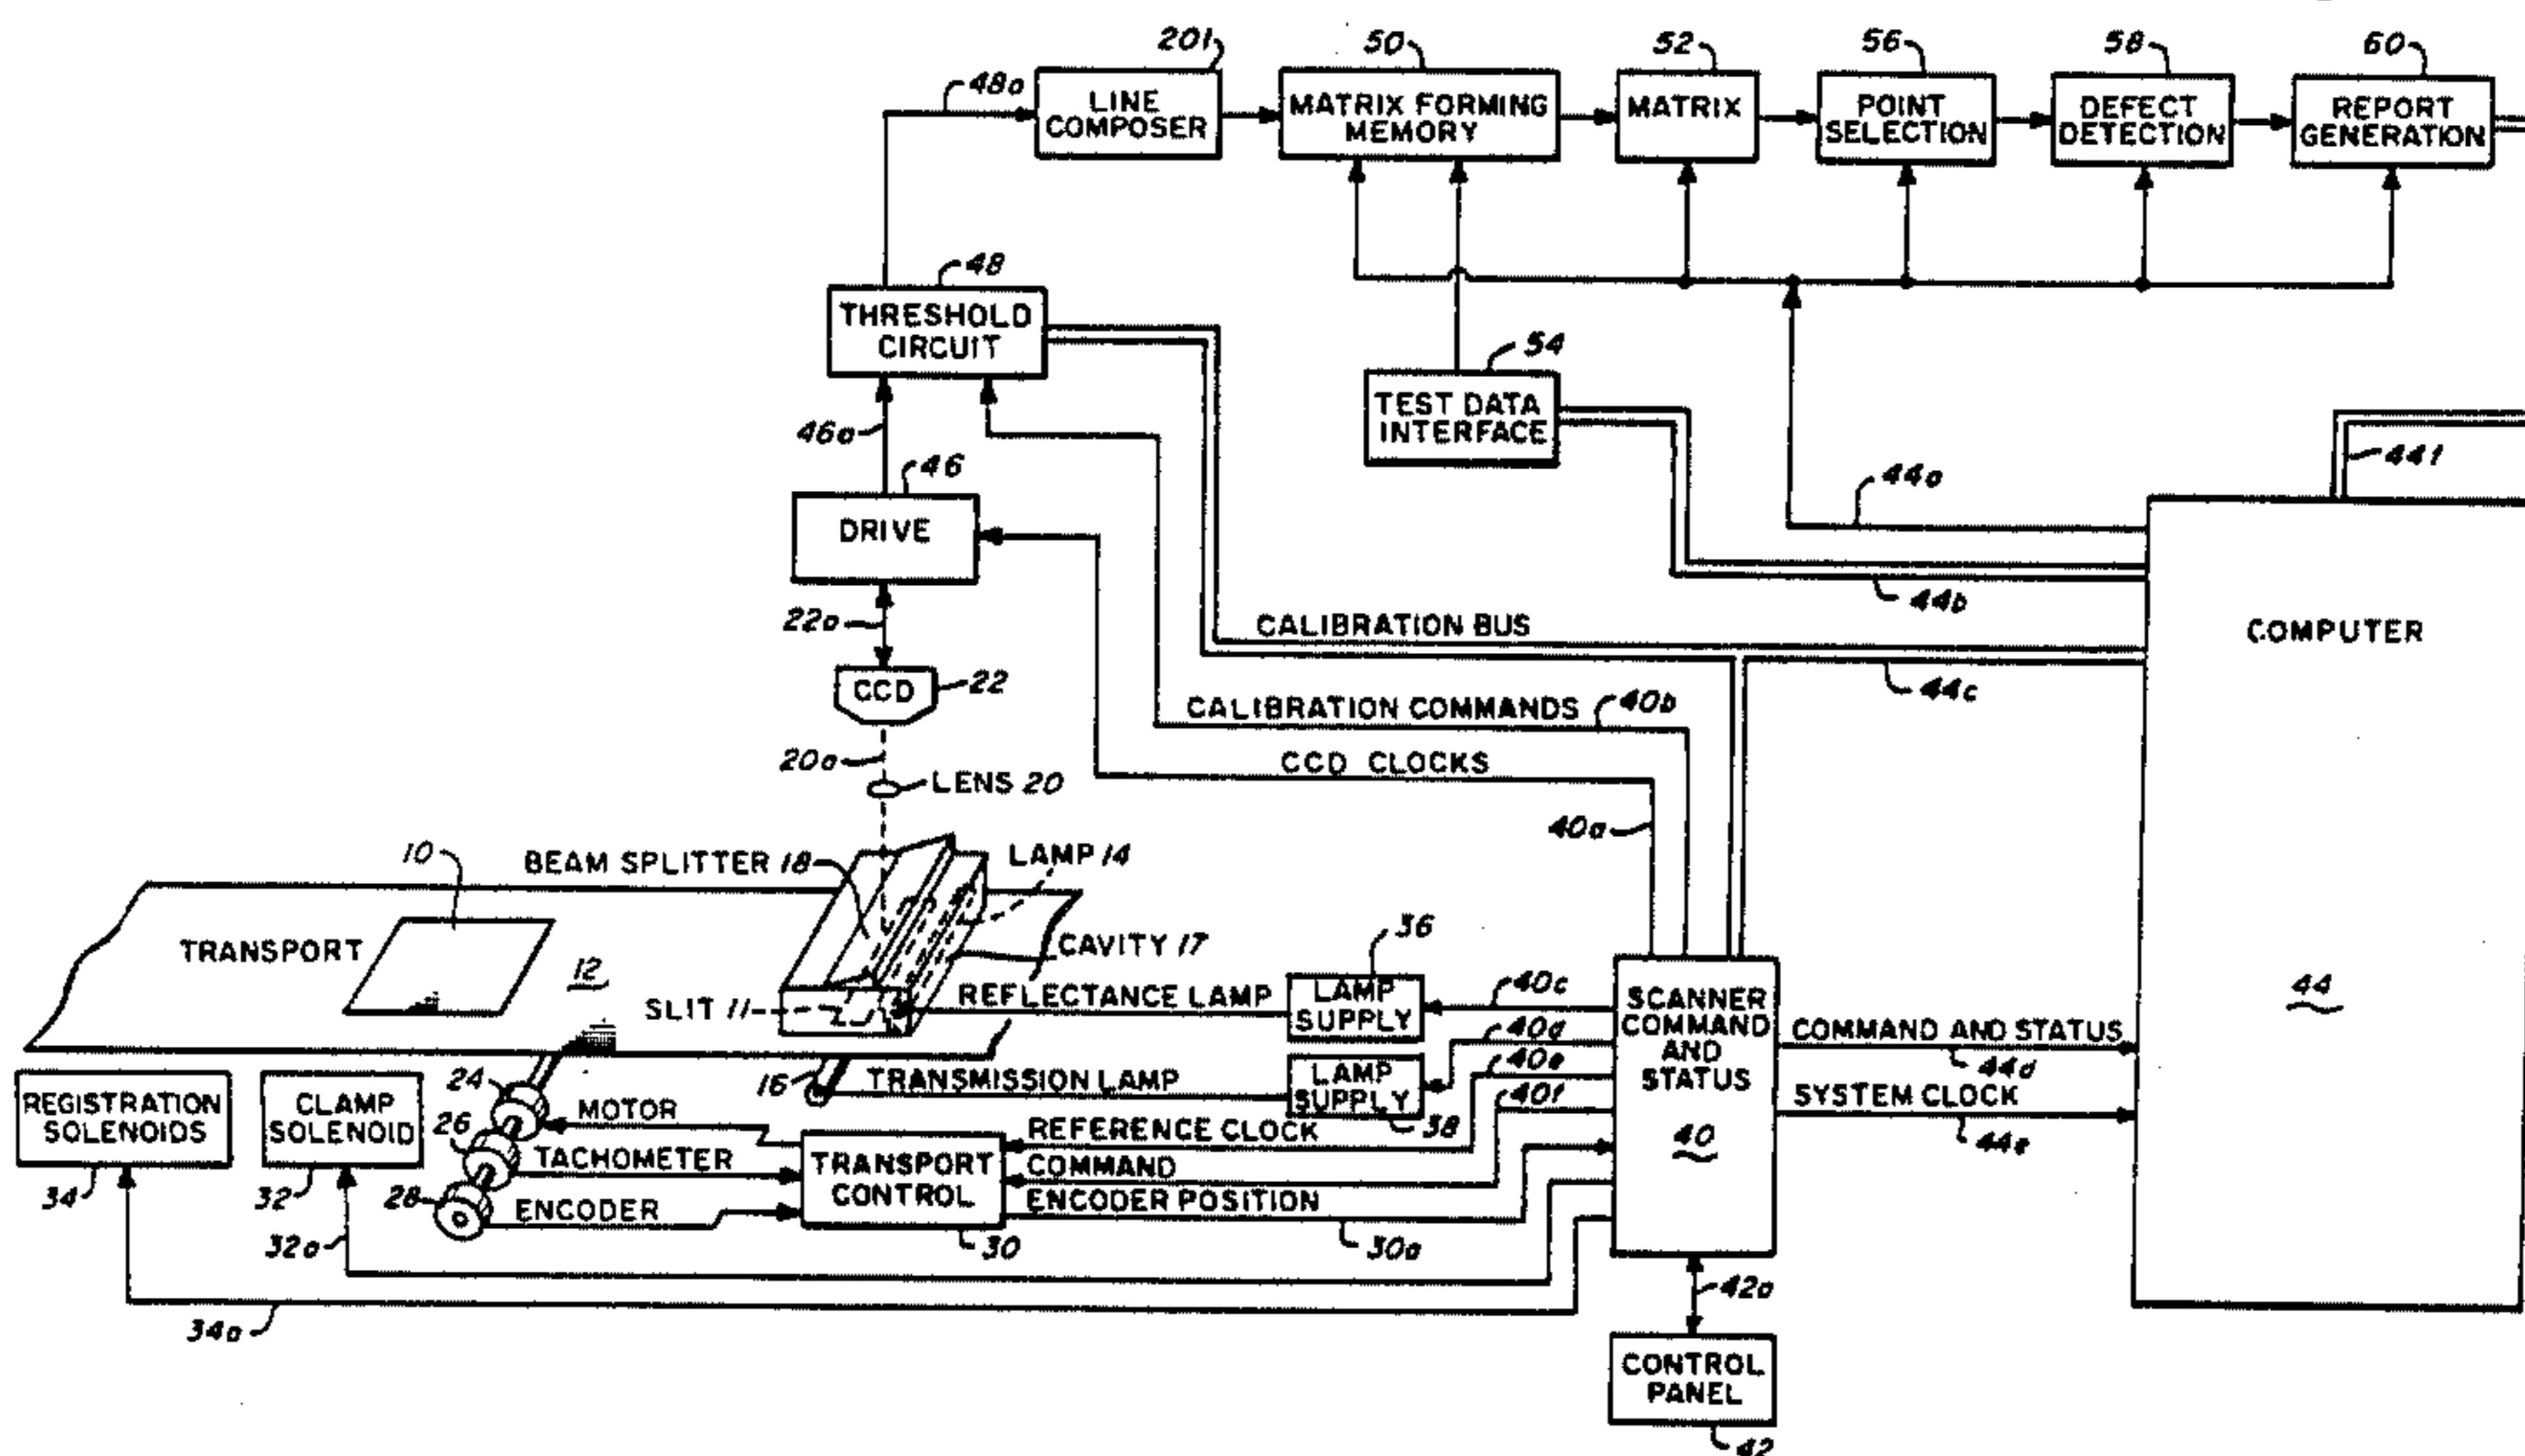 201
50
52
56
58
60
48a
LINE
COMPOSER
MATRIX FORMING
MEMORY
MATRIX
POINT
SELECTION
DEFECT
DETECTION
REPORT
GENERATION
48
THRESHOLD
CIRCUIT
54
TEST DATA
INTERFACE
46a
46
DRIVE
44a
44f
44b
22a
CALIBRATION BUS
COMPUTER
CCD
22
44c
CALIBRATION COMMANDS
40b
20a
CCD CLOCKS
LENS 20
40a
10
BEAM SPLITTER 18
LAMP 14
TRANSPORT
12
CAVITY 17
36
SLIT 11
REFLECTANCE LAMP
LAMP
SUPPLY
40c
SCANNER
COMMAND
AND
STATUS
40
44
COMMAND AND STATUS
44d
40d
16
TRANSMISSION LAMP
LAMP
SUPPLY
38
40e
40f
SYSTEM CLOCK
44e
REGISTRATION
SOLENOIDS
34
CLAMP
SOLENOID
32
24
MOTOR
26
TACHOMETER
28
ENCODER
TRANSPORT
CONTROL
30
REFERENCE CLOCK
COMMAND
ENCODER POSITION
30a
32a
34a
42a
CONTROL
PANEL
42